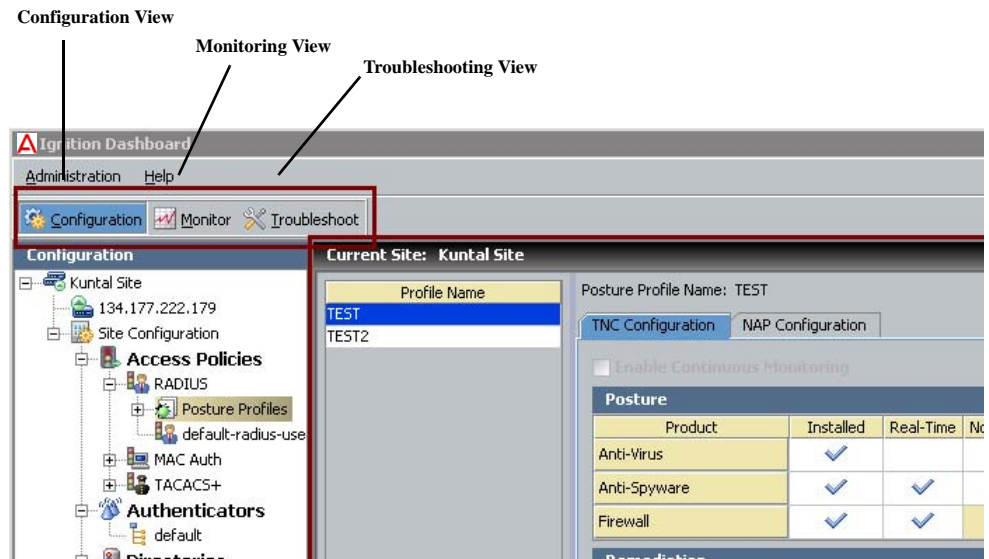 Configuration View
Monitoring View
Troubleshooting View
Ignition Dashboard
Administration Help
Configuration Monitor Troubleshoot
Configuration
Kuntal Site
134.177.222.179
Site Configuration
Access Policies
RADIUS
Posture Profiles
default-radius-use
MAC Auth
TACACS+
Authenticators
default
Directories
Current Site: Kuntal Site
Profile Name
TEST
TEST2
Posture Profile Name: TEST
TNC Configuration NAP Configuration
Enable Continuous Monitoring
Posture
Product Installed Real-Time No
Anti-Virus
Anti-Spyware
Firewall
Remediation